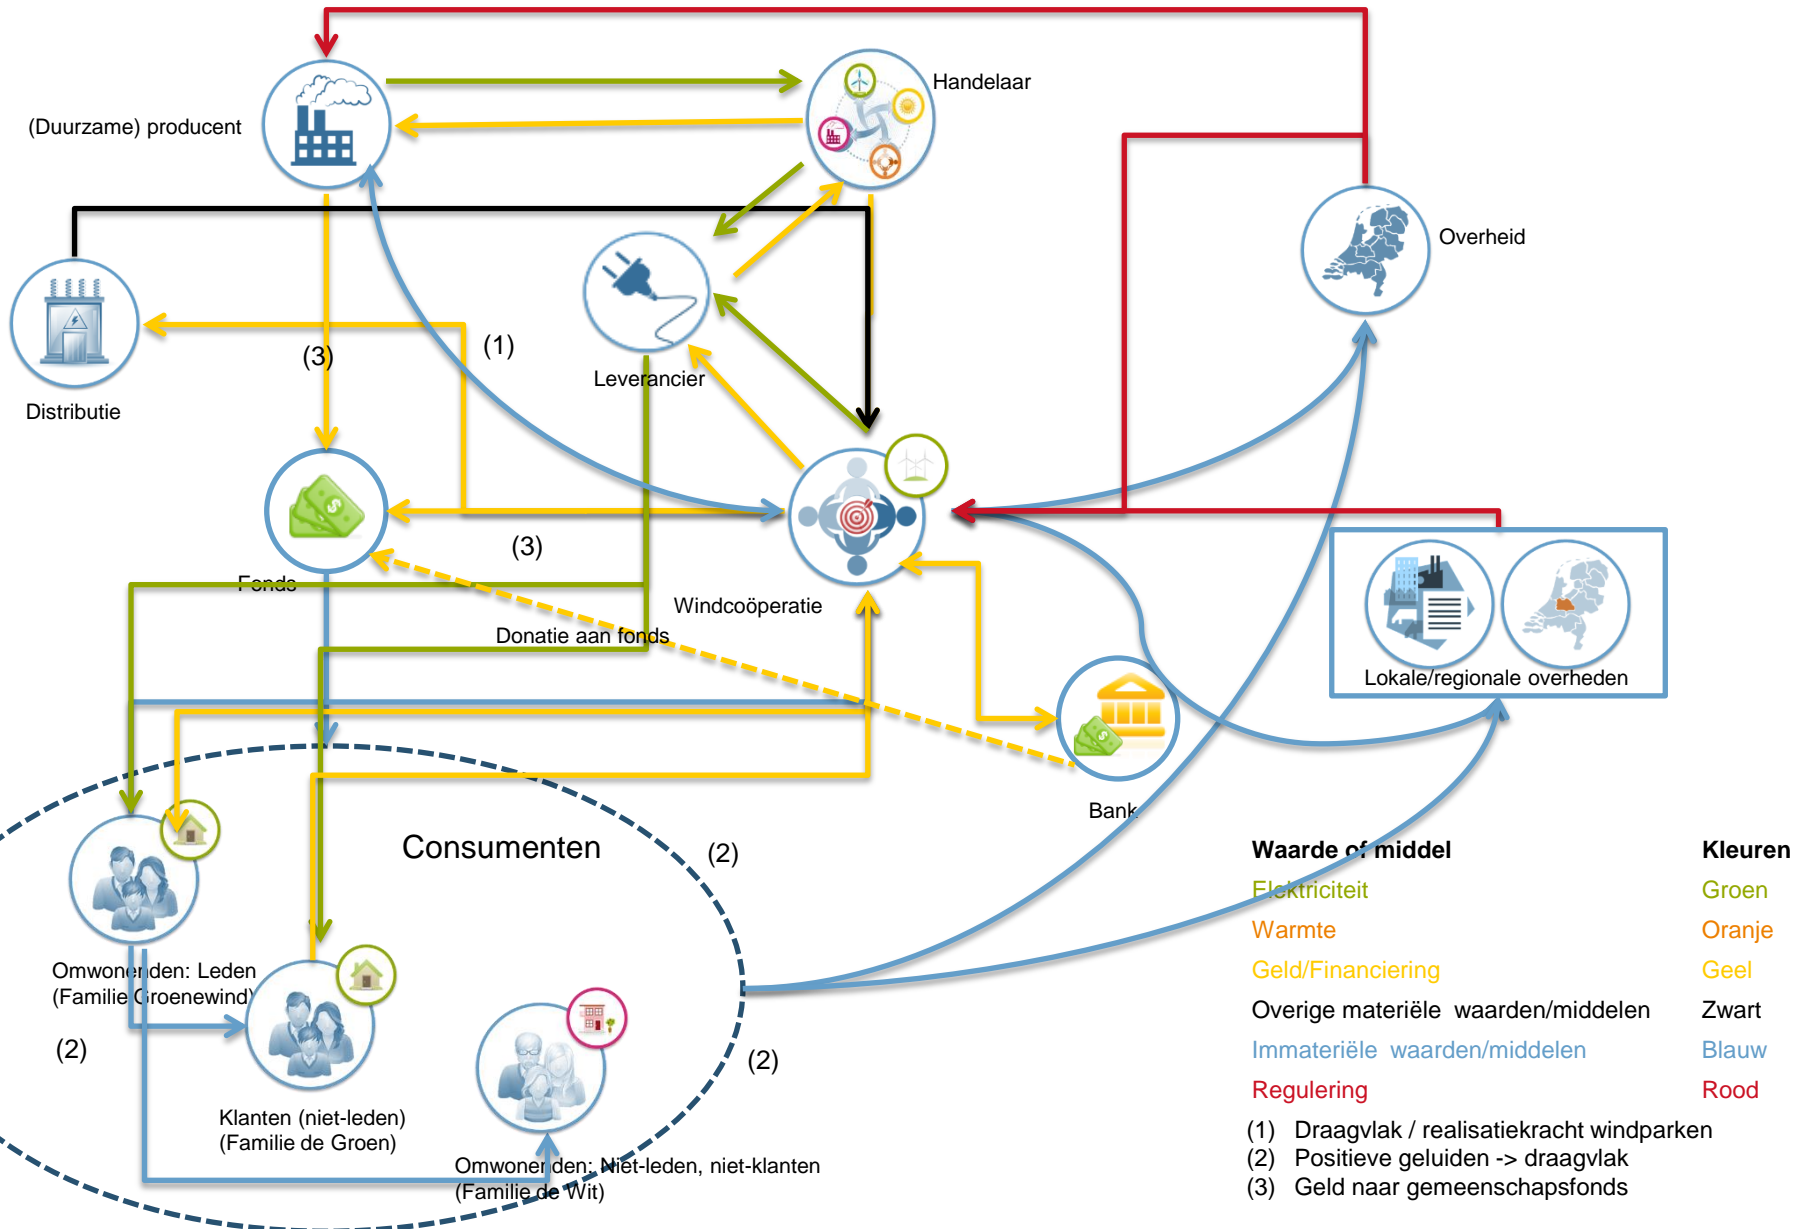 Handelaar
(Duurzame) producent
Overheid
(1)
(3)
Leverancier
Distributie
(3)
Fonds
Windcoöperatie
Donatie aan fonds
Lokale/regionale overheden
Bank
Consumenten
(2)
Omwonenden: Leden
(Familie Groenewind)
(2)
(2)
Klanten (niet-leden)
(Familie de Groen)
Omwonenden: Niet-leden, niet-klanten
(Familie de Wit)
Waarde of middel Kleuren
Elektriciteit Groen
Warmte Oranje
Geld/Financiering Geel
Overige materiële waarden/middelen Zwart
Immateriële waarden/middelen Blauw
Regulering Rood
(1) Draagvlak / realisatiekracht windparken
(2) Positieve geluiden -> draagvlak
(3) Geld naar gemeenschapsfonds